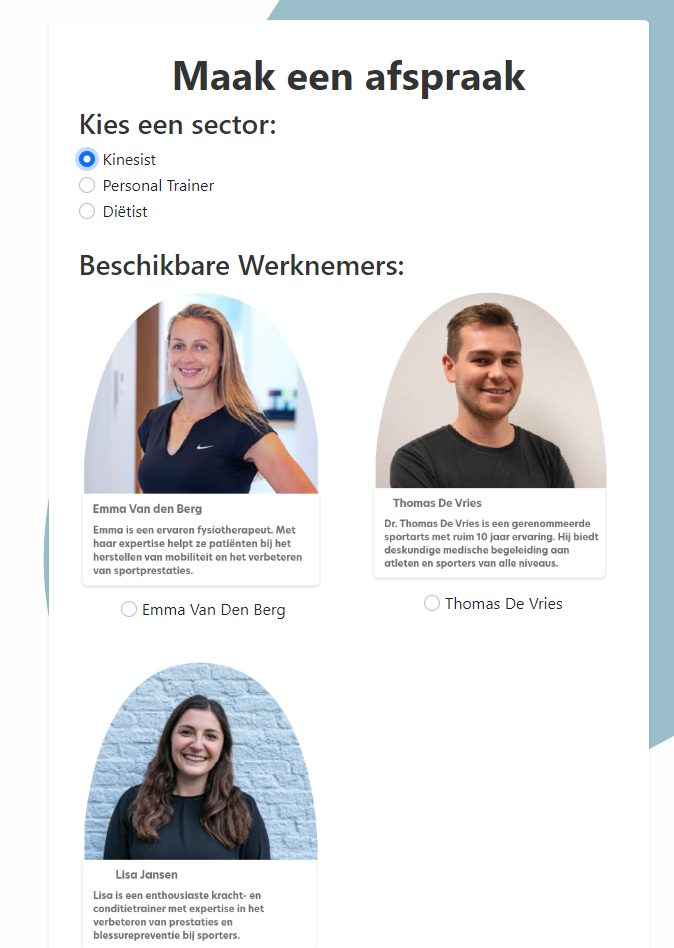 Maak een afspraak
Kies een sector:
Kinesist
Personal Trainer
Diëtist
Beschikbare Werknemers:
Emma Van den Berg
Emma is een ervaren fysiotherapeut. Met
haar expertise helpt ze patiënten bij het
herstellen van mobiliteit en het verbeteren
van sportprestaties.
Emma Van Den Berg
Thomas De Vries
Dr. Thomas De Vries is een gerenommeerde
sportarts met ruim 10 jaar ervaring. Hij biedt
deskundige medische begeleiding aan
atleten en sporters van alle niveaus.
Thomas De Vries
Lisa Jansen
Lisa is een enthousiaste kracht- en
conditietrainer met expertise in het
verbeteren van prestaties en
blessurepreventie bij sporters.